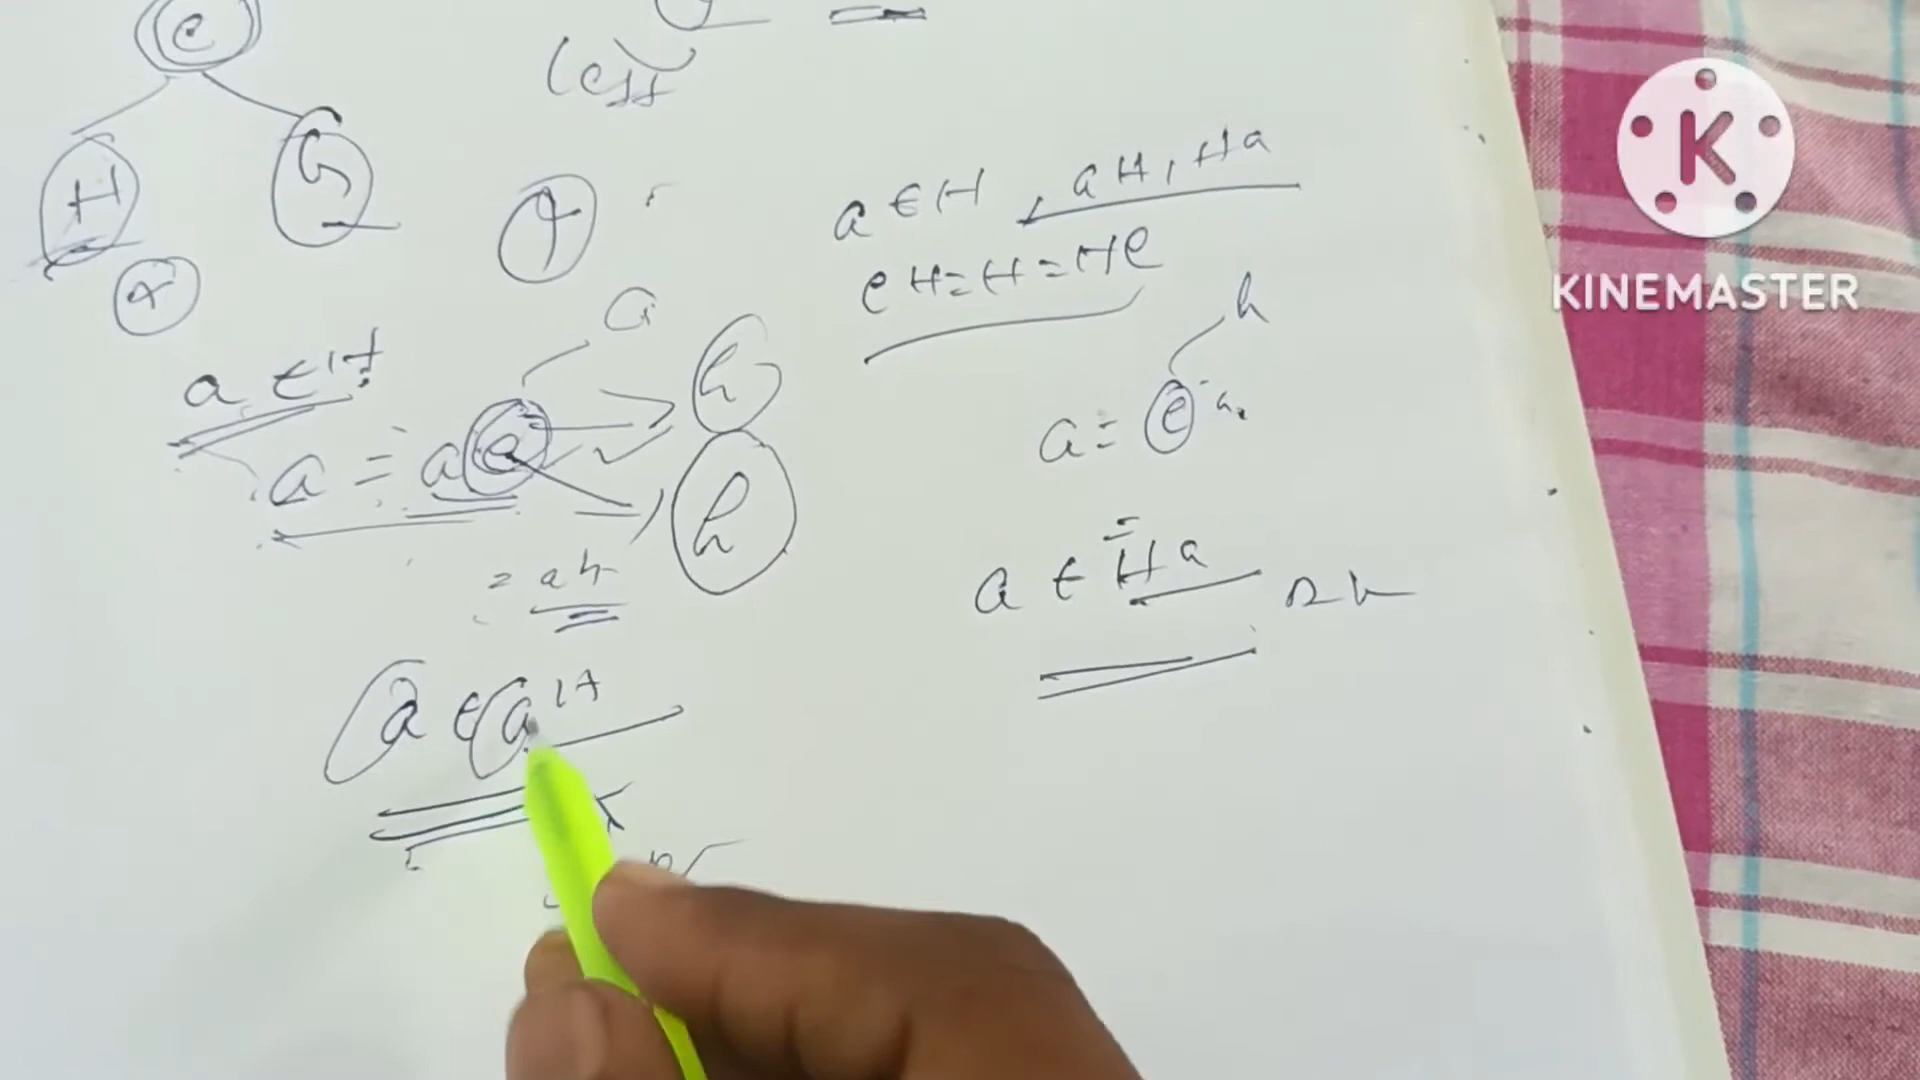 e
H G
a ∈ H , aH, Ha
eH = H = He
a
h
h
a ∈ H
a = ae
h
a = e·a
= ah
a ∈ Ha
a ∈ aH
KINEMASTER